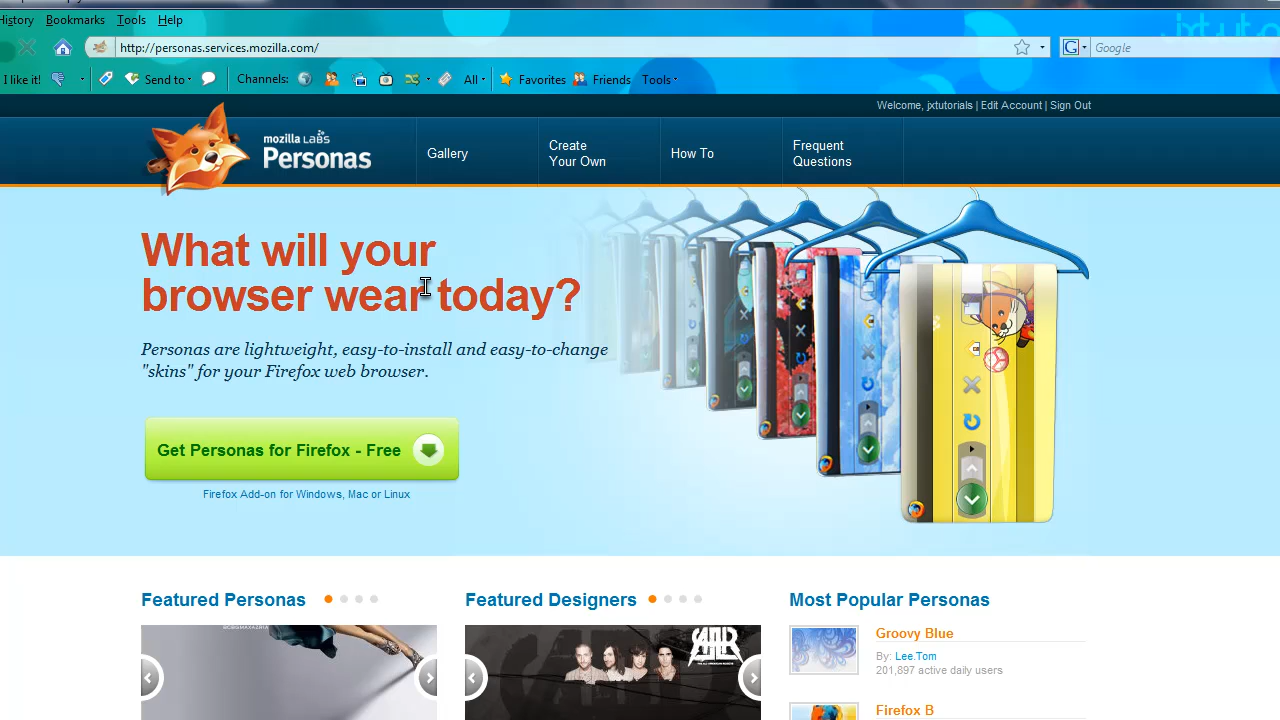 History Bookmarks Tools Help
http://personas.services.mozilla.com/
Google
I like it! Send to Channels: All Favorites Friends Tools
Welcome, jxtutorials | Edit Account | Sign Out
mozilla LABS
Personas
Gallery
Create
Your Own
How To
Frequent
Questions
What will your
browser wear today?
Personas are lightweight, easy-to-install and easy-to-change
"skins" for your Firefox web browser.
Get Personas for Firefox - Free
Firefox Add-on for Windows, Mac or Linux
Featured Personas
Featured Designers
Most Popular Personas
Groovy Blue
By: Lee.Tom
201,897 active daily users
Firefox B